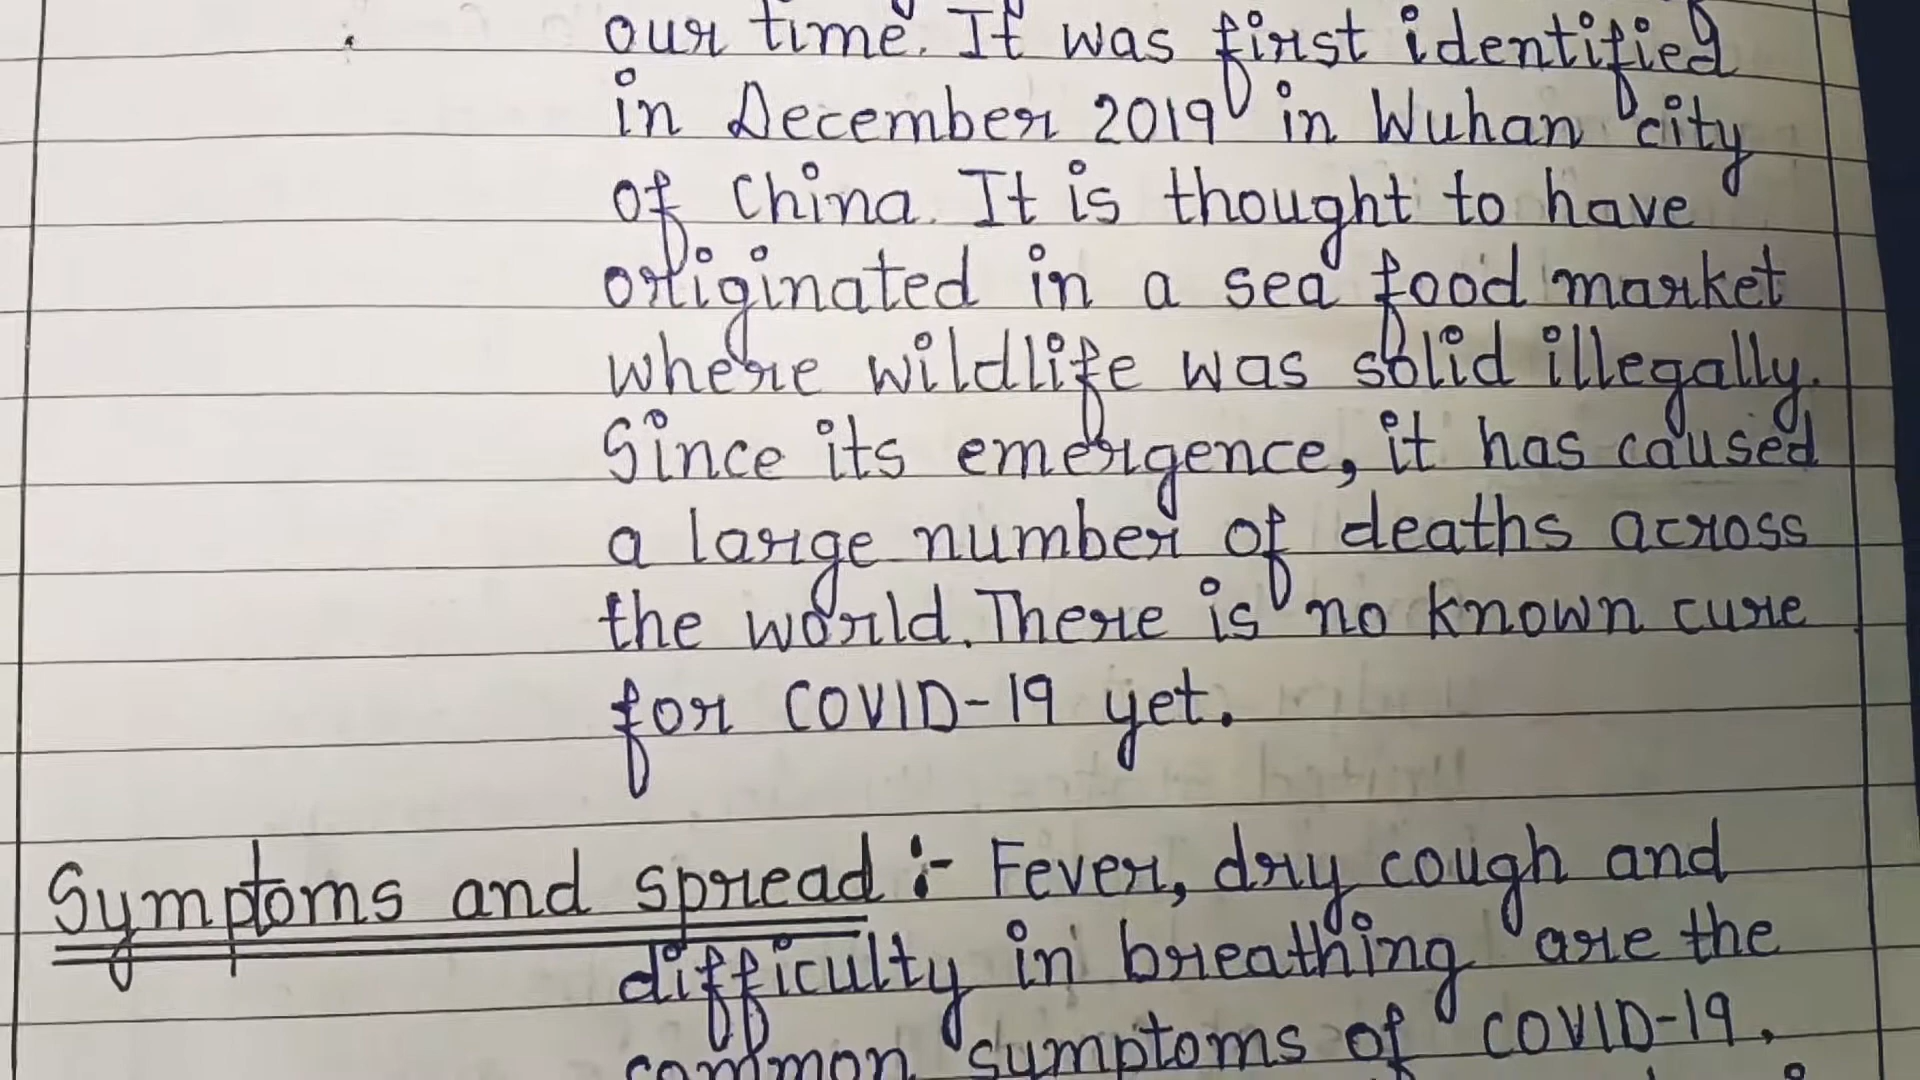 our time. It was first identified
in December 2019 in Wuhan city
of China. It is thought to have
originated in a sea food market
where wildlife was solid illegally.
Since its emergence, it has caused
a large number of deaths across
the world. There is no known cure
for COVID-19 yet.
Symptoms and spread :- Fever, dry cough and
difficulty in breathing are the
common symptoms of COVID-19.